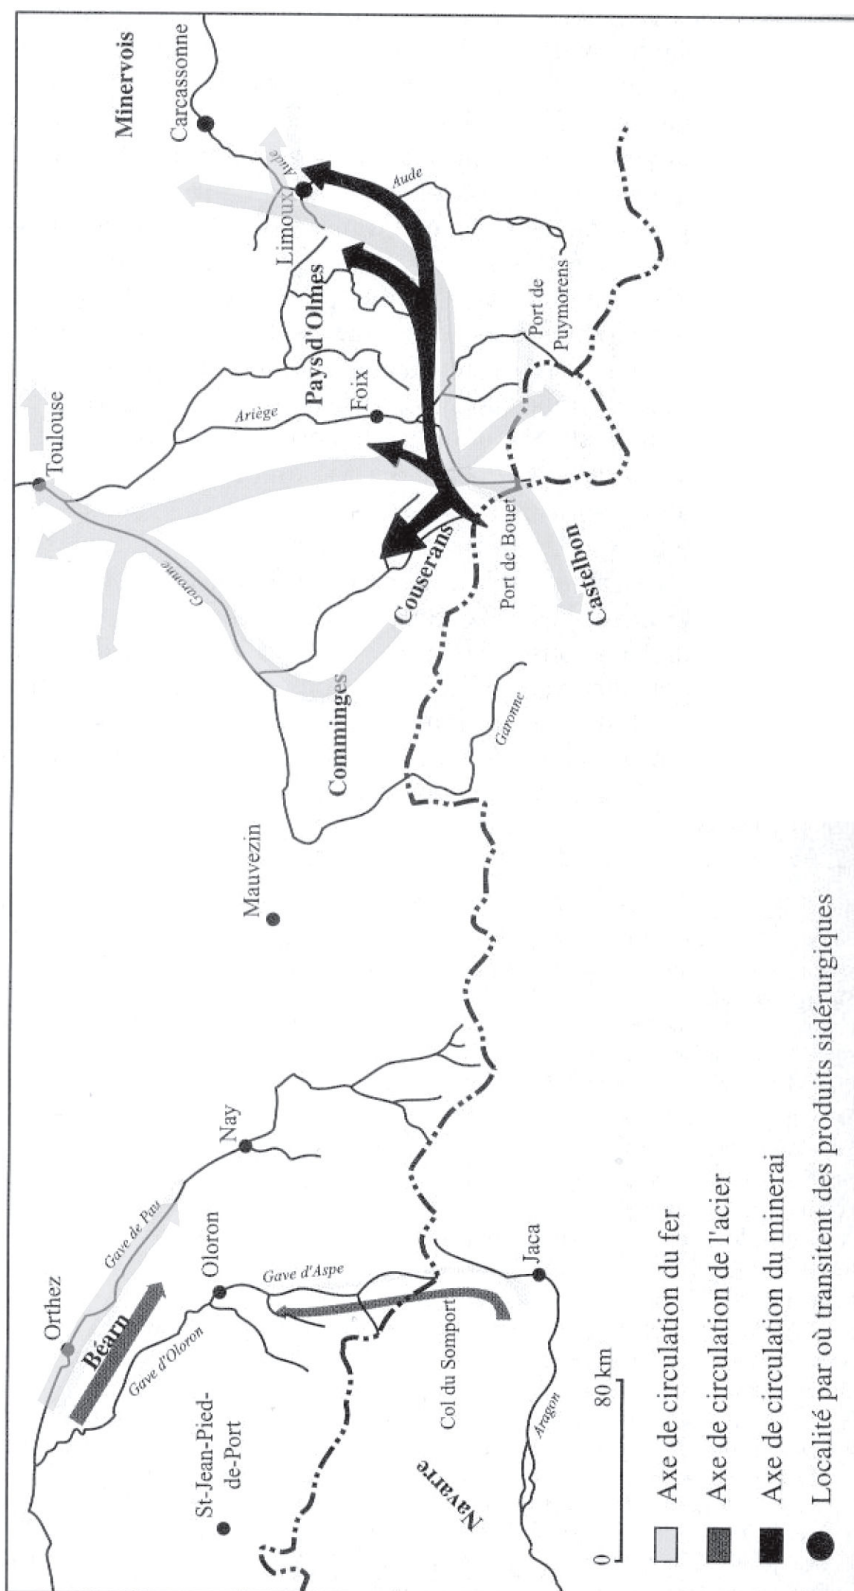 Minervois
Carcassonne
Aude
Limoux
Aude
Toulouse
Pays d'Olmes
Ariège
Foix
Port de
Puymorens
Garonne
Couserans
Port de Bouet
Castelbon
Comminges
Garonne
Mauvezin
Nay
Orthez
Gave de Pau
Béarn
Oloron
Gave d'Oloron
Gave d'Aspe
Jaca
Col du Somport
St-Jean-Pied-
de-Port
Navarre
Aragon
0
80 km
Axe de circulation du fer
Axe de circulation de l'acier
Axe de circulation du minerai
Localité par où transitent des produits sidérurgiques